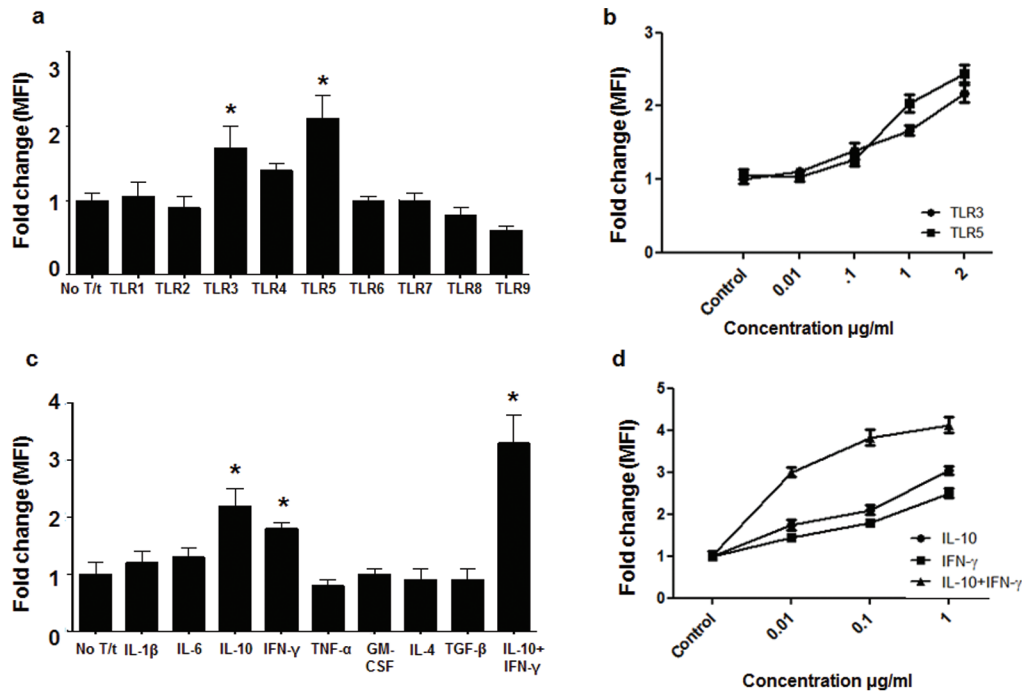 a
Fold change (MFI)
3
2
1
0
*
*
No T/t TLR1 TLR2 TLR3 TLR4 TLR5 TLR6 TLR7 TLR8 TLR9
b
Fold change (MFI)
3
2
1
0
TLR3
TLR5
Control 0.01 .1 1 2
Concentration µg/ml
c
Fold change (MFI)
4
3
2
1
0
*
*
*
No T/t IL-1β IL-6 IL-10 IFN-γ TNF-α GM- IL-4 TGF-β IL-10+
CSF IFN-γ
d
Fold change (MFI)
5
4
3
2
1
0
IL-10
IFN-γ
IL-10+IFN-γ
Control 0.01 0.1 1
Concentration µg/ml